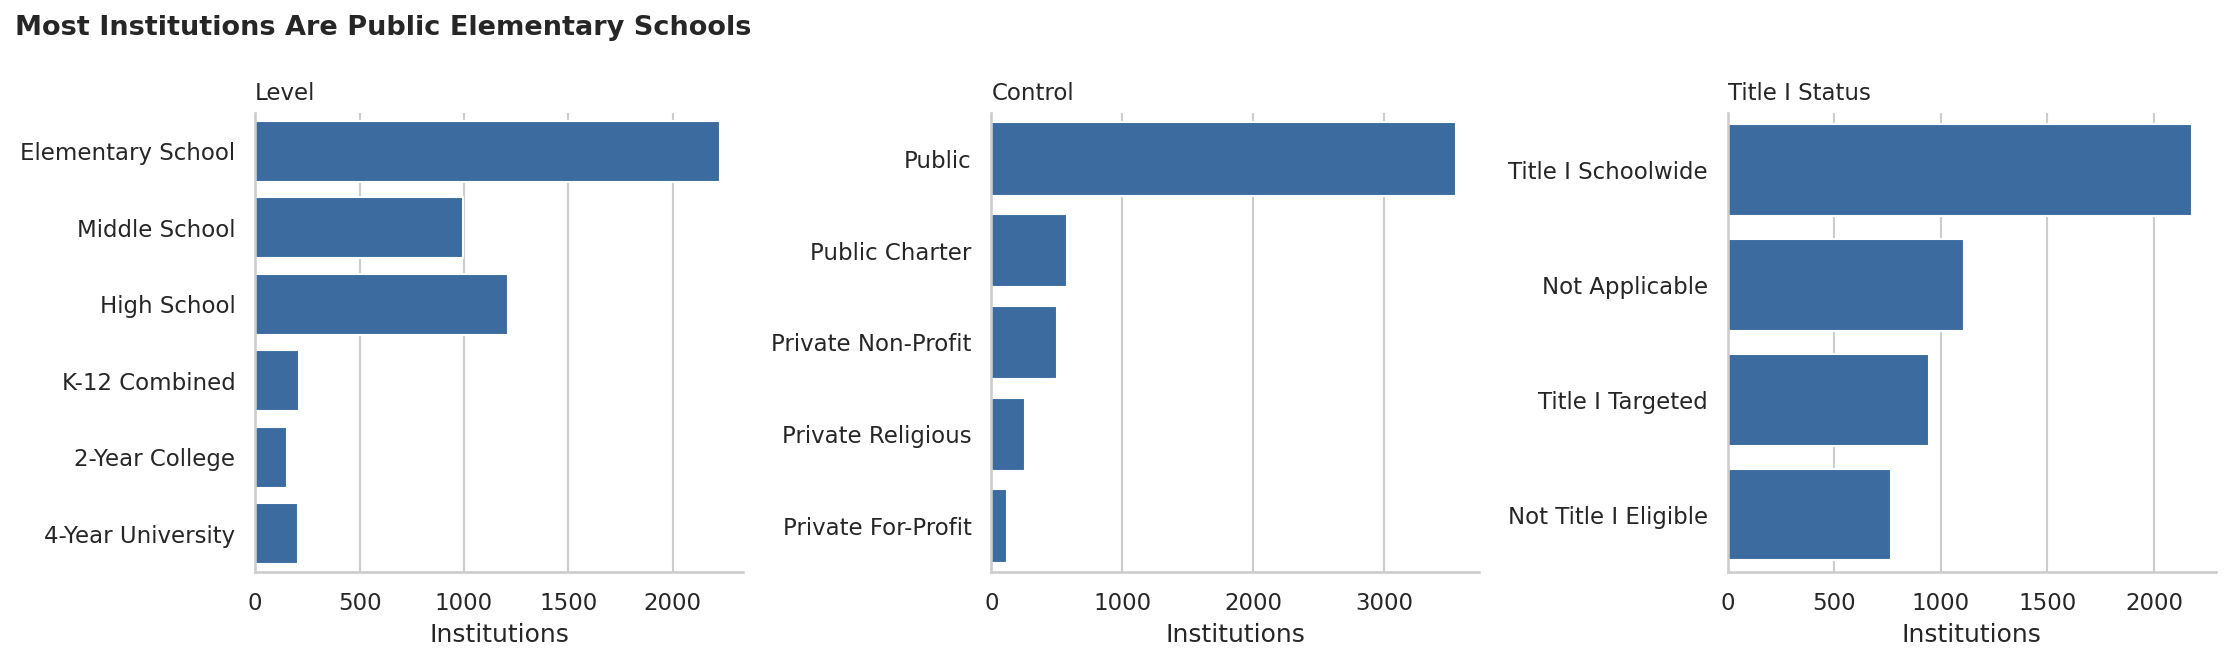 Most Institutions Are Public Elementary Schools
Level
Elementary School
Middle School
High School
K-12 Combined
2-Year College
4-Year University
0 500 1000 1500 2000
Institutions
Control
Public
Public Charter
Private Non-Profit
Private Religious
Private For-Profit
0 1000 2000 3000
Institutions
Title I Status
Title I Schoolwide
Not Applicable
Title I Targeted
Not Title I Eligible
0 500 1000 1500 2000
Institutions